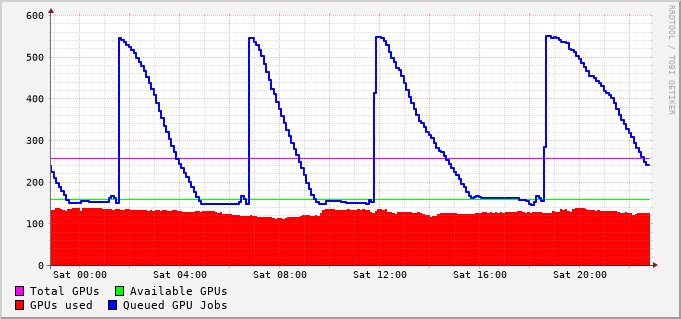 600
500
400
300
200
100
0
Sat 00:00 Sat 04:00 Sat 08:00 Sat 12:00 Sat 16:00 Sat 20:00
Total GPUs Available GPUs
GPUs used Queued GPU Jobs
RRDTOOL / TOBI OETIKER